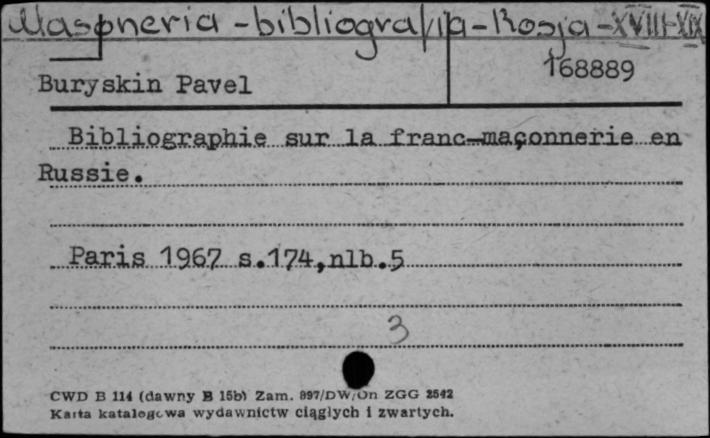 Masoneria - bibliografia - Rosja - XVIII-XIX
168889
Buryskin Pavel
Bibliographie sur la franc-maçonnerie en
Russie.
Paris 1967 s.174,nlb.5
3
CWD B 114 (dawny B 15b) Zam. 897/DW/Dn ZGG 2542
Karta katalogowa wydawnictw ciągłych i zwartych.